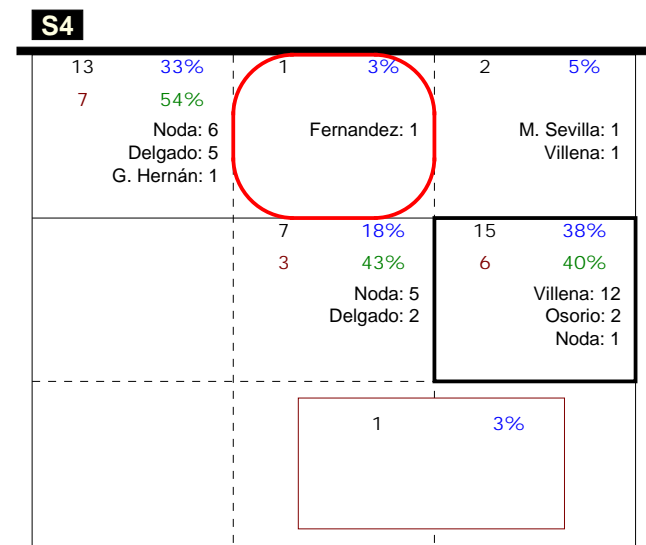 S4
13 33% 1 3% 2 5%
7 54%
Noda: 6 Fernandez: 1 M. Sevilla: 1
Delgado: 5 Villena: 1
G. Hernán: 1
7 18% 15 38%
3 43% 6 40%
Noda: 5 Villena: 12
Delgado: 2 Osorio: 2
Noda: 1
1 3%